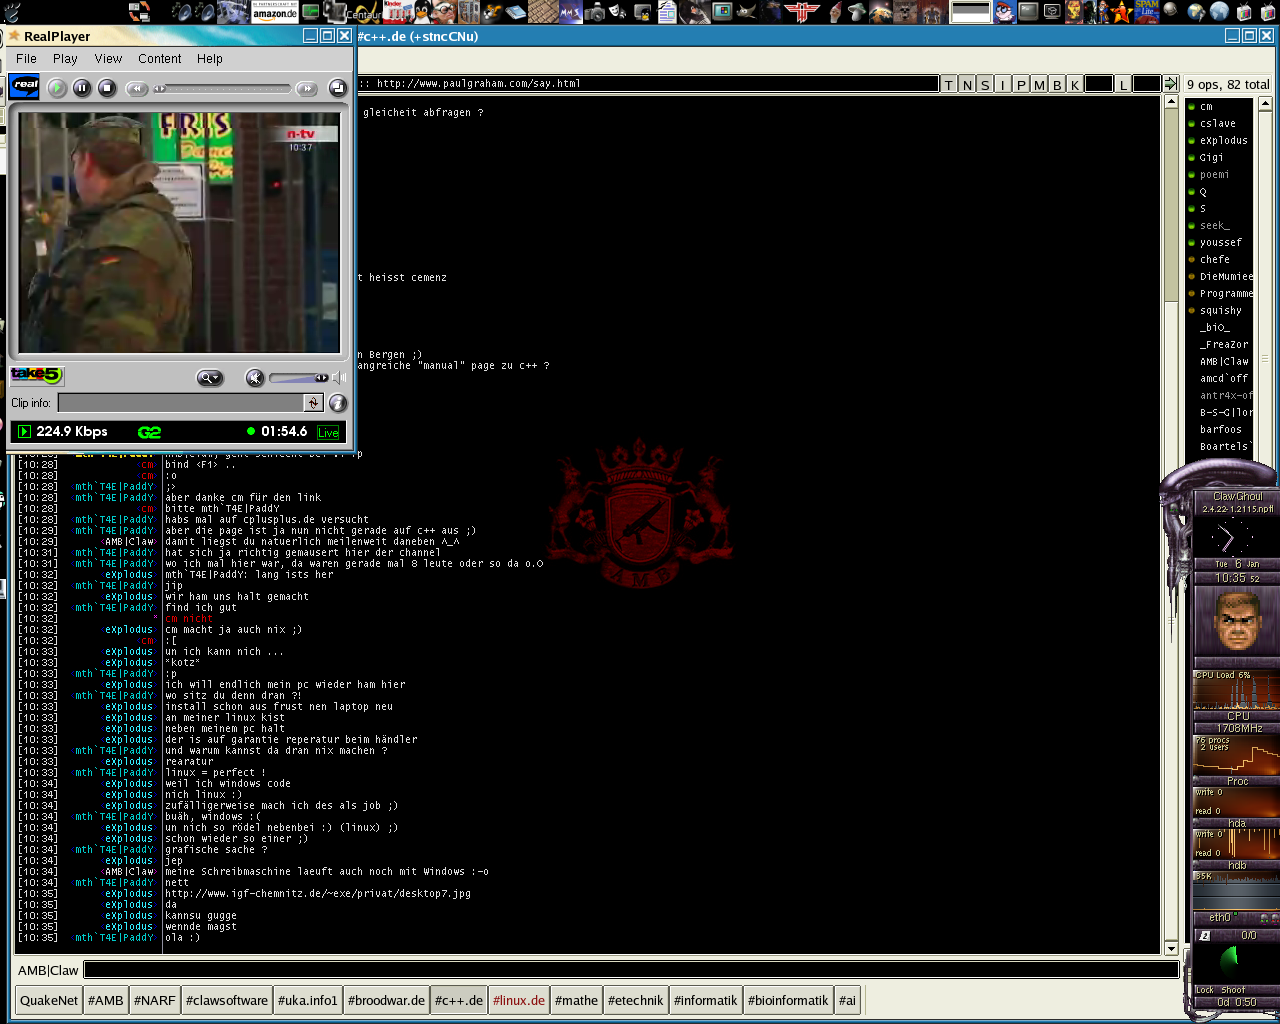 amazon.de
RealPlayer
#c++.de (+stncCNu)
File Play View Content Help
:: http://www.paulgraham.com/say.html
T N S I P M B K L
9 ops, 82 total
real
FRIS
n-tv
10:37
gleicheit abfragen ?
t heisst cemenz
n Bergen ;)
angreiche "manual" page zu c++ ?
take5
Clip info:
224.9 Kbps G2 01:54.6 Live
cm
cslave
eXplodus
Gigi
poemi
Q
S
seek_
youssef
chefe
DieMumiee
Programme
squishy
_biO_
_FreaZor
AMB|Claw
amcd`off
antr4x-of
B-S-G|lor
barfoos
Boartels`
[10:28] cm bind <F1> ..
[10:28] cm :o
[10:28] mth`T4E|PaddY ;>
[10:28] mth`T4E|PaddY aber danke cm für den link
[10:28] cm bitte mth`T4E|PaddY
[10:28] mth`T4E|PaddY habs mal auf cplusplus.de versucht
[10:29] mth`T4E|PaddY aber die page ist ja nun nicht gerade auf c++ aus ;)
[10:29] <AMB|Claw> damit liegst du natuerlich meilenweit daneben ^_^
[10:31] mth`T4E|PaddY hat sich ja richtig gemausert hier der channel
[10:31] mth`T4E|PaddY wo ich mal hier war, da waren gerade mal 8 leute oder so da o.O
[10:32] eXplodus mth`T4E|PaddY: lang ists her
[10:32] mth`T4E|PaddY jip
[10:32] eXplodus wir ham uns halt gemacht
[10:32] mth`T4E|PaddY find ich gut
[10:32] * cm nicht
[10:32] eXplodus cm macht ja auch nix ;)
[10:32] cm :[
[10:33] eXplodus un ich kann nich ...
[10:33] eXplodus *kotz*
[10:33] mth`T4E|PaddY :p
[10:33] eXplodus ich will endlich mein pc wieder ham hier
[10:33] mth`T4E|PaddY wo sitz du denn dran ?!
[10:33] eXplodus install schon aus frust nen laptop neu
[10:33] eXplodus an meiner linux kist
[10:33] eXplodus neben meinem pc halt
[10:33] eXplodus der is auf garantie reperatur beim händler
[10:33] mth`T4E|PaddY und warum kannst da dran nix machen ?
[10:33] eXplodus rearatur
[10:33] mth`T4E|PaddY linux = perfect !
[10:34] eXplodus weil ich windows code
[10:34] eXplodus nich linux :)
[10:34] eXplodus zufälligerweise mach ich des als job ;)
[10:34] mth`T4E|PaddY buäh, windows :(
[10:34] eXplodus un nich so rödel nebenbei :) (linux) ;)
[10:34] eXplodus schon wieder so einer ;)
[10:34] mth`T4E|PaddY grafische sache ?
[10:34] eXplodus jep
[10:34] <AMB|Claw> meine Schreibmaschine laeuft auch noch mit Windows :-o
[10:34] mth`T4E|PaddY nett
[10:35] eXplodus http://www.igf-chemnitz.de/~exe/privat/desktop7.jpg
[10:35] eXplodus da
[10:35] eXplodus kannsu gugge
[10:35] eXplodus wennde magst
[10:35] mth`T4E|PaddY ola :)
AMB
ClawGhoul
2.4.22-1.2115.nptl
Tue 6 Jan
10:35 52
CPU Load 6%
CPU
1708MHz
76 procs
2 users
Proc
write 0
read 0
hda
write 0
read 0
hdb
35K
eth0
2 0/0
Lock Shoot
0d 0:50
AMB|Claw
QuakeNet #AMB #NARF #clawsoftware #uka.info1 #broodwar.de #c++.de #linux.de #mathe #etechnik #informatik #bioinformatik #ai